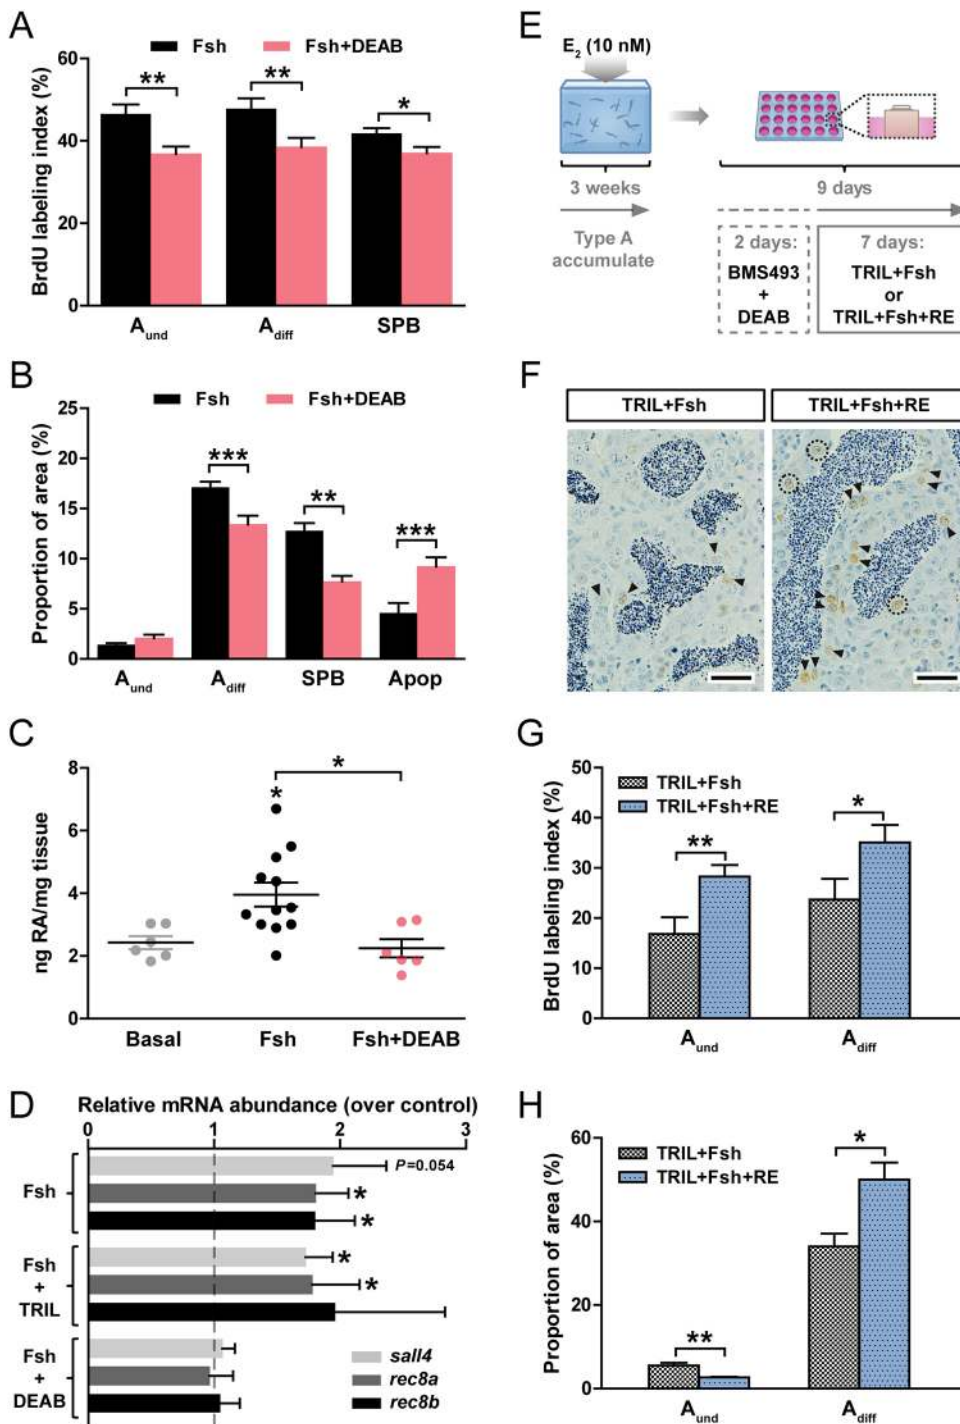 A
Fsh
Fsh+DEAB
BrdU labeling index (%)
60
40
20
0
**
**
*
Aund
Adiff
SPB
B
Fsh
Fsh+DEAB
Proportion of area (%)
25
20
15
10
5
0
***
**
***
Aund
Adiff
SPB
Apop
C
ng RA/mg tissue
8
6
4
2
0
*
*
Basal
Fsh
Fsh+DEAB
D
Relative mRNA abundance (over control)
0
1
2
3
Fsh
P=0.054
*
*
Fsh
+
TRIL
*
*
Fsh
+
DEAB
sall4
rec8a
rec8b
E
E2 (10 nM)
3 weeks
9 days
Type A
accumulate
2 days:
BMS493
+
DEAB
7 days:
TRIL+Fsh
or
TRIL+Fsh+RE
F
TRIL+Fsh
TRIL+Fsh+RE
G
BrdU labeling index (%)
50
40
30
20
10
0
TRIL+Fsh
TRIL+Fsh+RE
**
*
Aund
Adiff
H
Proportion of area (%)
60
40
20
0
TRIL+Fsh
TRIL+Fsh+RE
**
*
Aund
Adiff